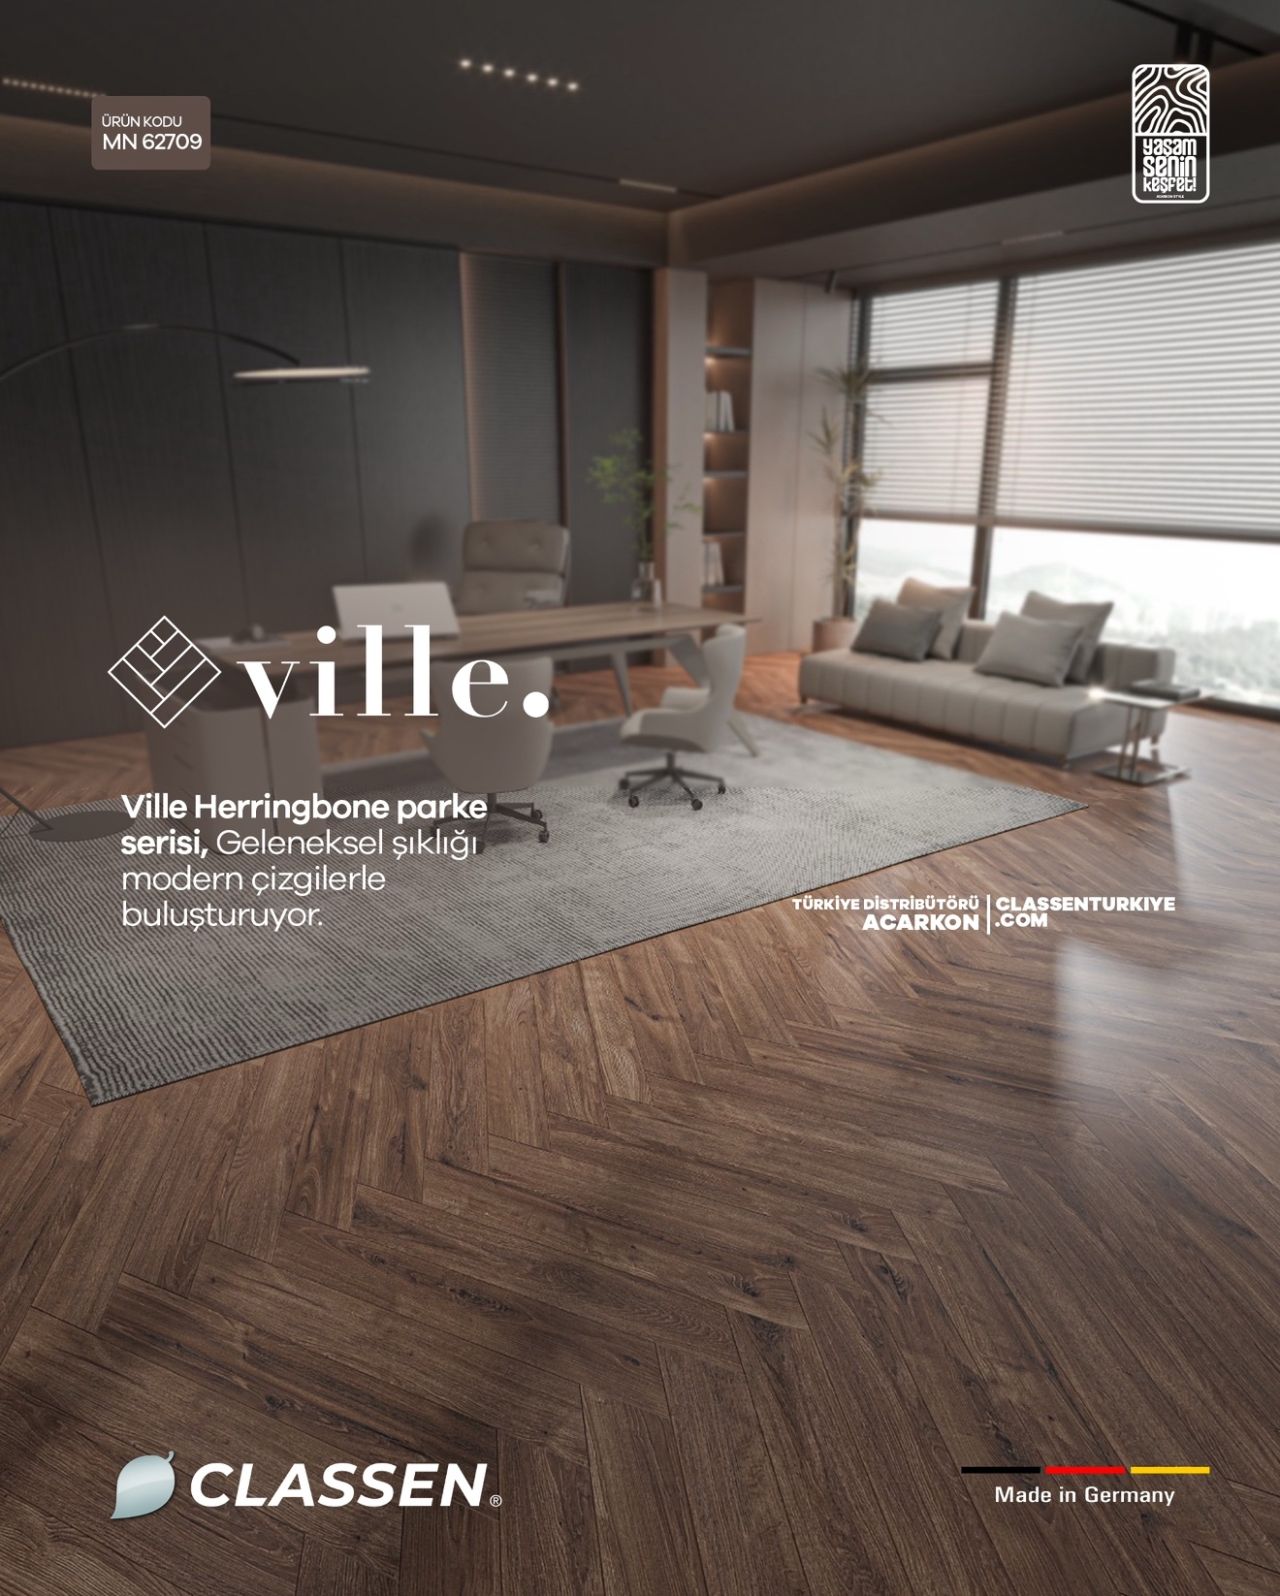 ÜRÜN KODU
MN 62709
YAŞAM
SENİN
KEŞFET!
ville.
Ville Herringbone parke
serisi, Geleneksel şıklığı
modern çizgilerle
buluşturuyor.
TÜRKİYE DİSTRİBÜTÖRÜ
ACARKON
CLASSENTURKIYE
.COM
CLASSEN®
Made in Germany